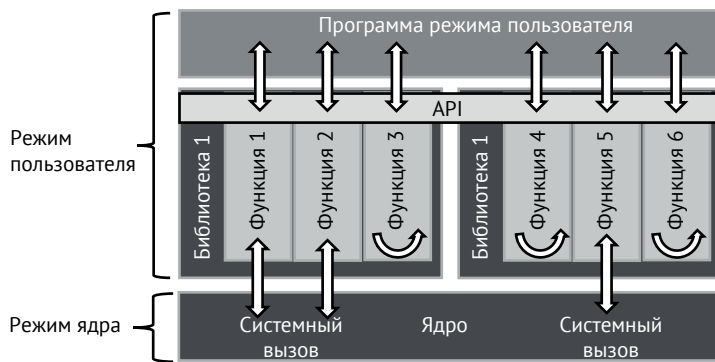 Программа режима пользователя
API
Режим
пользователя
Библиотека 1
Функция 1
Функция 2
Функция 3
Библиотека 1
Функция 4
Функция 5
Функция 6
Режим ядра
Системный
вызов
Ядро
Системный
вызов